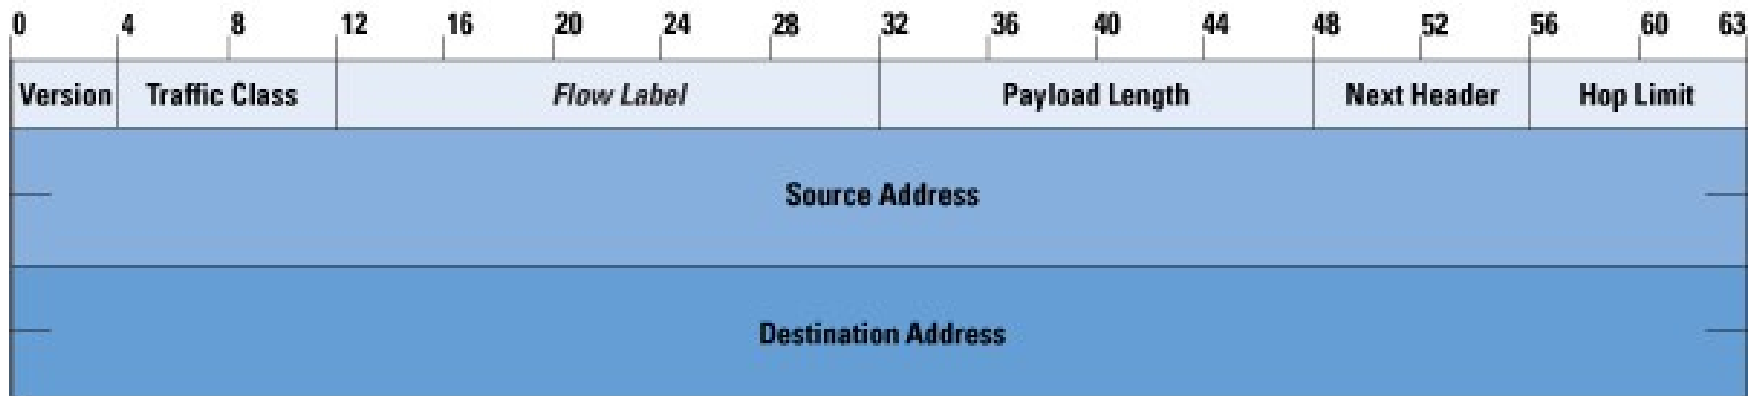 0 4 8 12 16 20 24 28 32 36 40 44 48 52 56 60 63
Version Traffic Class Flow Label Payload Length Next Header Hop Limit
Source Address
Destination Address